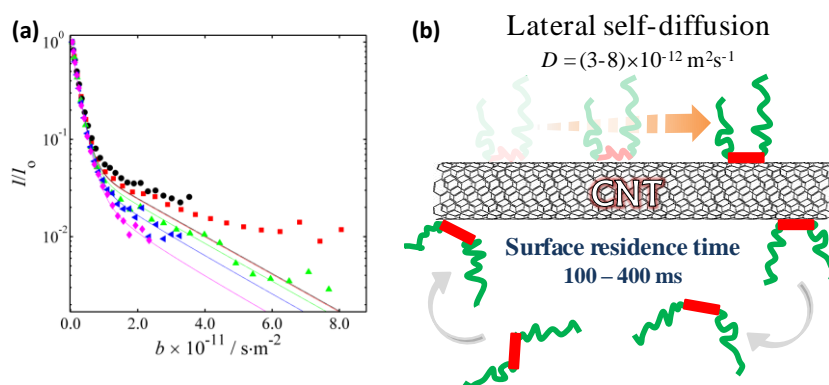 (a)
10⁰
10⁻¹
10⁻²
I/Iₒ
0.0 2.0 4.0 6.0 8.0
b × 10⁻¹¹ / s·m⁻²
(b)
Lateral self-diffusion
D = (3-8)×10⁻¹² m²s⁻¹
CNT
Surface residence time
100 – 400 ms